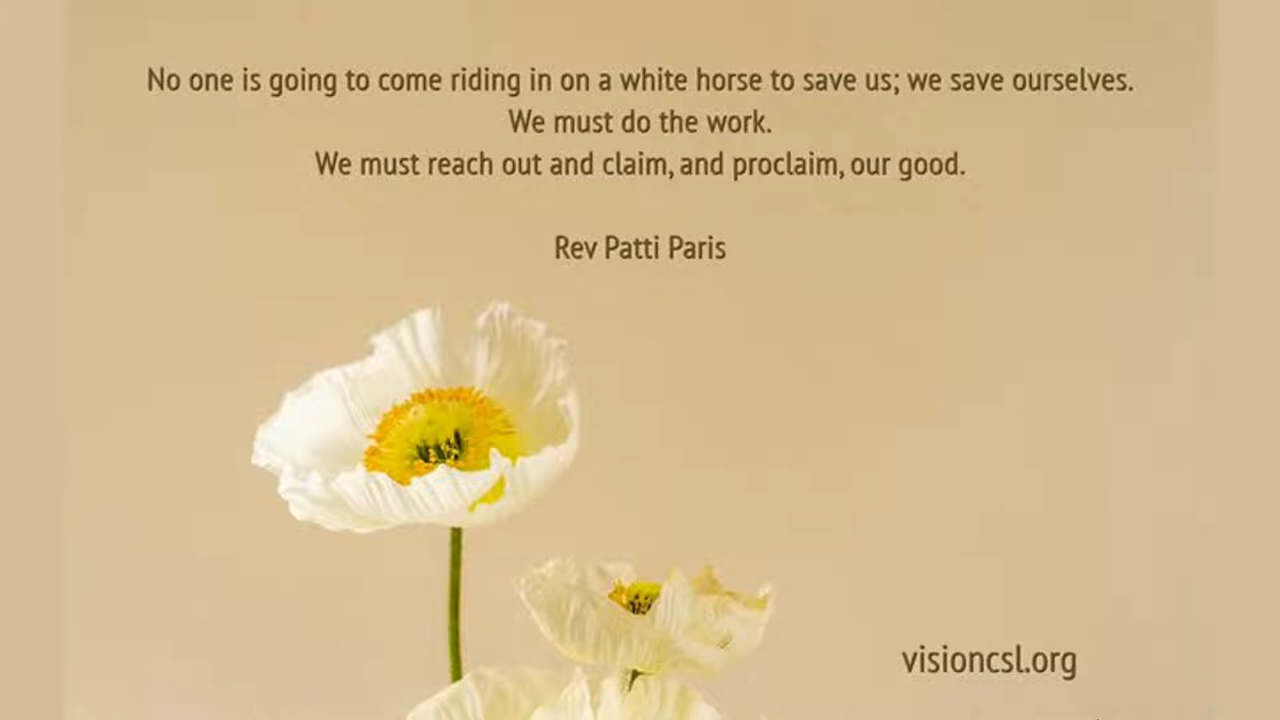 No one is going to come riding in on a white horse to save us; we save ourselves.
We must do the work.
We must reach out and claim, and proclaim, our good.
Rev Patti Paris
visioncsl.org